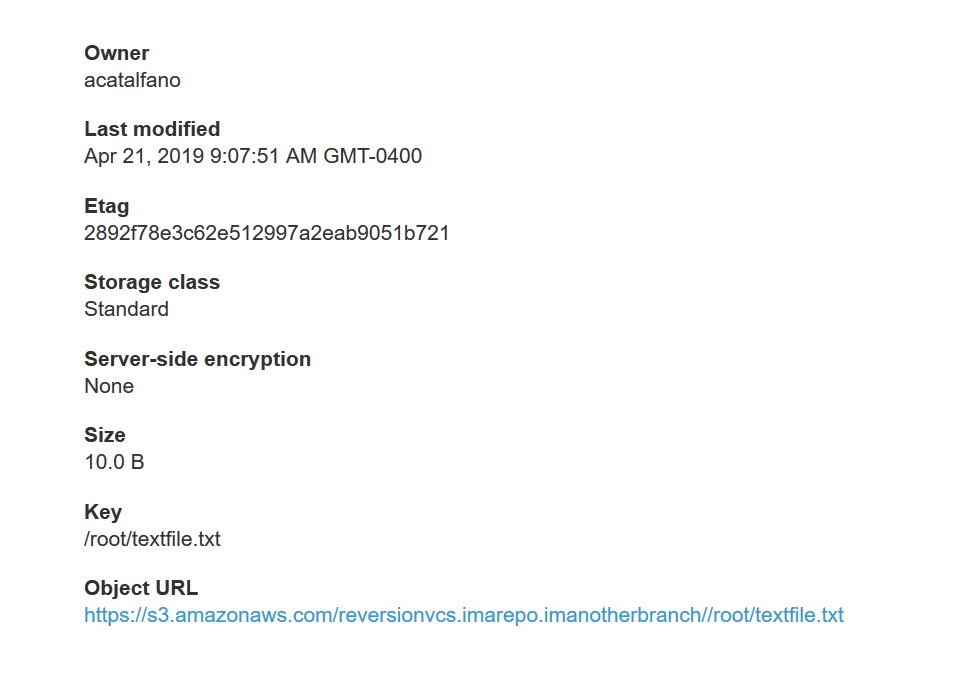 Owner
acatalfano
Last modified
Apr 21, 2019 9:07:51 AM GMT-0400
Etag
2892f78e3c62e512997a2eab9051b721
Storage class
Standard
Server-side encryption
None
Size
10.0 B
Key
/root/textfile.txt
Object URL
https://s3.amazonaws.com/reversionvcs.imarepo.imanotherbranch//root/textfile.txt